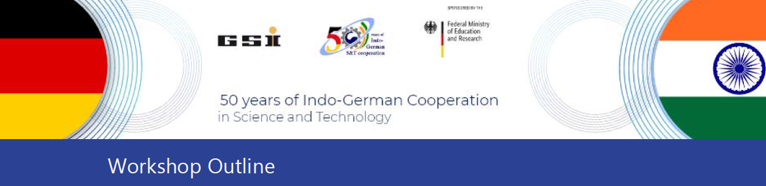 SPONSORED BY THE
GSI
50 years of
Indo-
German
S&T cooperation
Federal Ministry
of Education
and Research
50 years of Indo-German Cooperation
in Science and Technology
Workshop Outline